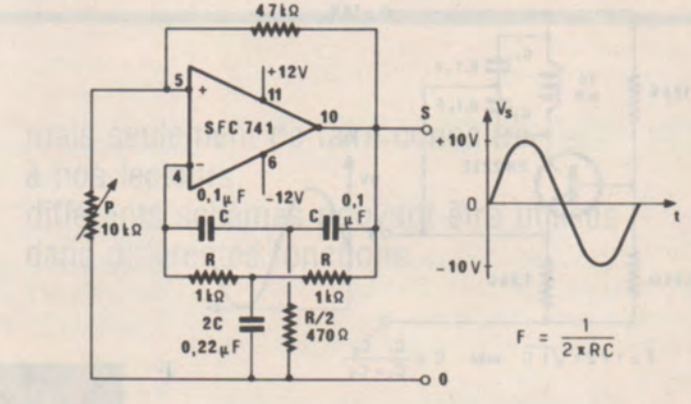 47 kΩ
+12V
5
+
11
10
SFC 741
S
4
−
6
-12V
10 kΩ
0,1 μF
C
0,1
C μF
R
1 kΩ
R
1 kΩ
2C
0,22 μF
R/2
470 Ω
0
Vs
+10V
0
t
-10V
F = 1 / 2πRC